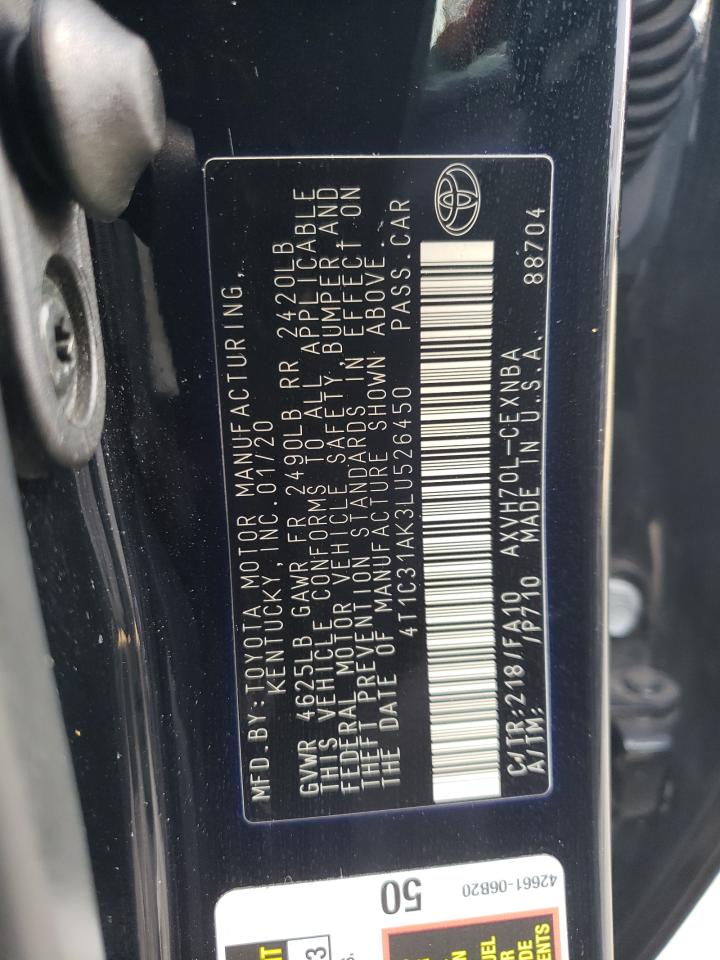 MFD.BY:TOYOTA MOTOR MANUFACTURING,
KENTUCKY, INC. 01/20
GVWR 4625LB GAWR FR 2490LB RR 2420LB
THIS VEHICLE CONFORMS TO ALL APPLICABLE
FEDERAL MOTOR VEHICLE SAFETY, BUMPER, AND
THEFT PREVENTION STANDARDS IN EFFECT ON
THE DATE OF MANUFACTURE SHOWN ABOVE.
4T1C31AK3LU526450 PASS.CAR
C/TR:218/FA10 AXVH70L-CEXNBA
A/TM: /P710 MADE IN U.S.A. 88704
50
42661-06B20
3